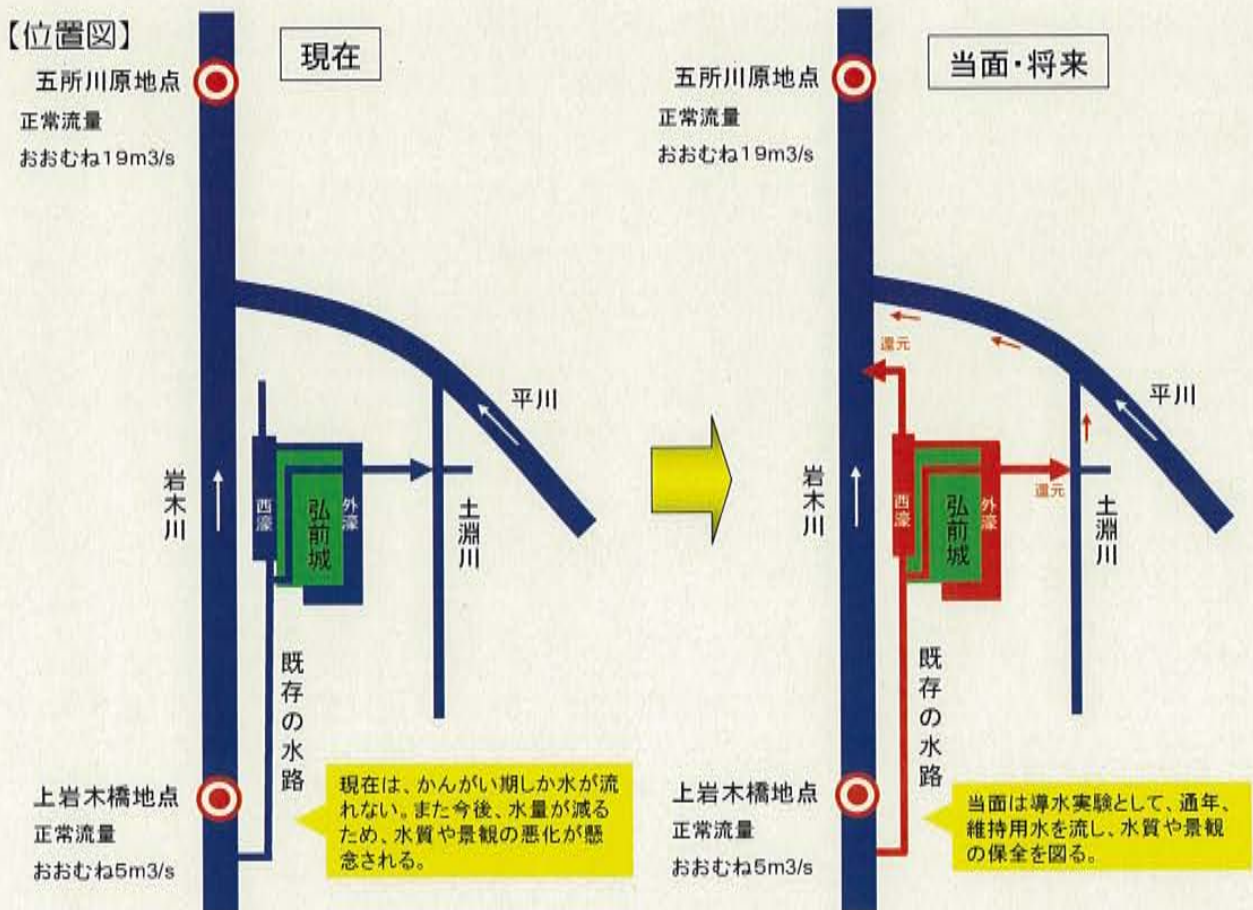 【位置図】
現在
五所川原地点
正常流量
おおむね19m3/s
平川
岩木川
西濠
弘前城
外濠
土淵川
既存の水路
上岩木橋地点
正常流量
おおむね5m3/s
現在は、かんがい期しか水が流
れない。また今後、水量が減る
ため、水質や景観の悪化が懸
念される。
当面・将来
五所川原地点
正常流量
おおむね19m3/s
還元
平川
岩木川
西濠
弘前城
外濠
還元
土淵川
既存の水路
上岩木橋地点
正常流量
おおむね5m3/s
当面は導水実験として、通年、
維持用水を流し、水質や景観
の保全を図る。